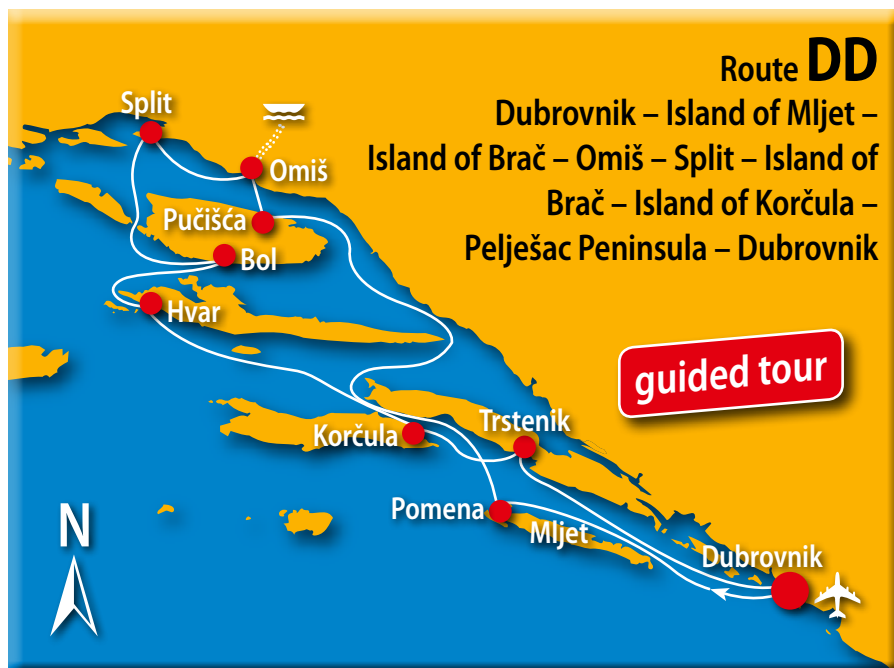 Route DD
Dubrovnik – Island of Mljet –
Island of Brač – Omiš – Split – Island of
Brač – Island of Korčula –
Pelješac Peninsula – Dubrovnik
Split
Omiš
Pučišća
Bol
Hvar
guided tour
Korčula
Trstenik
Pomena
Mljet
Dubrovnik
N